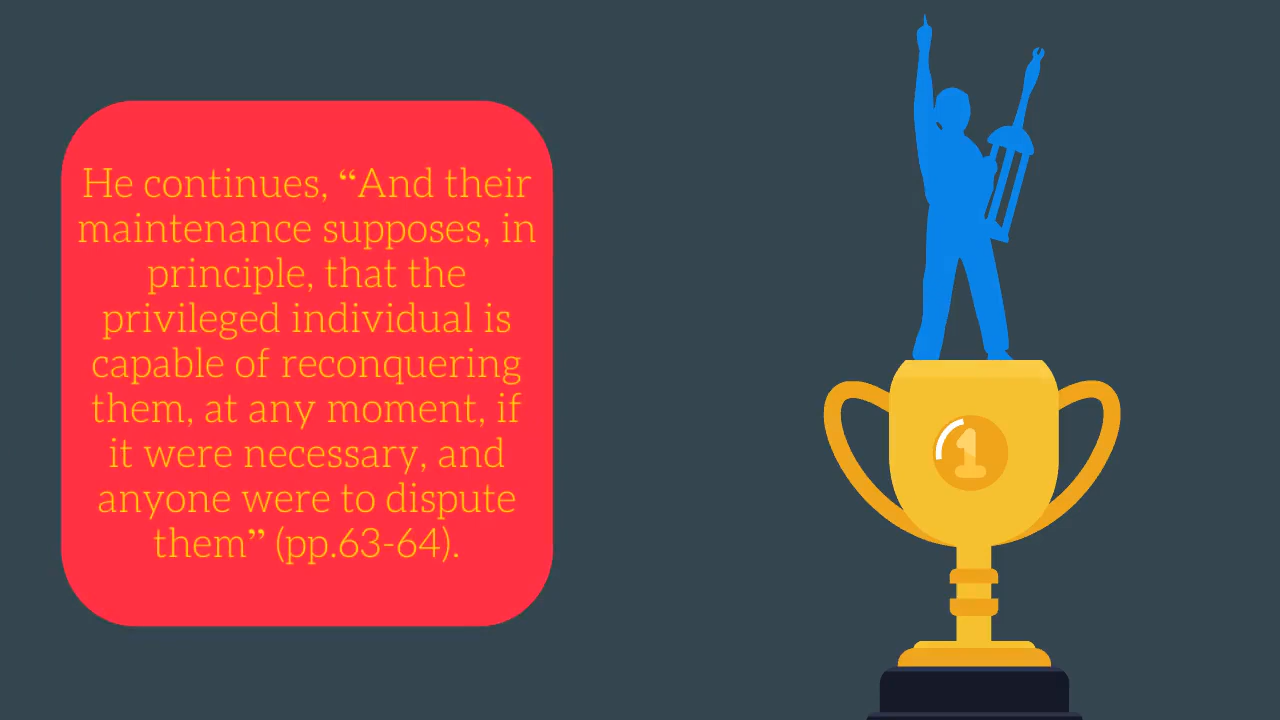 He continues, “And their
maintenance supposes, in
principle, that the
privileged individual is
capable of reconquering
them, at any moment, if
it were necessary, and
anyone were to dispute
them” (pp.63-64).
1